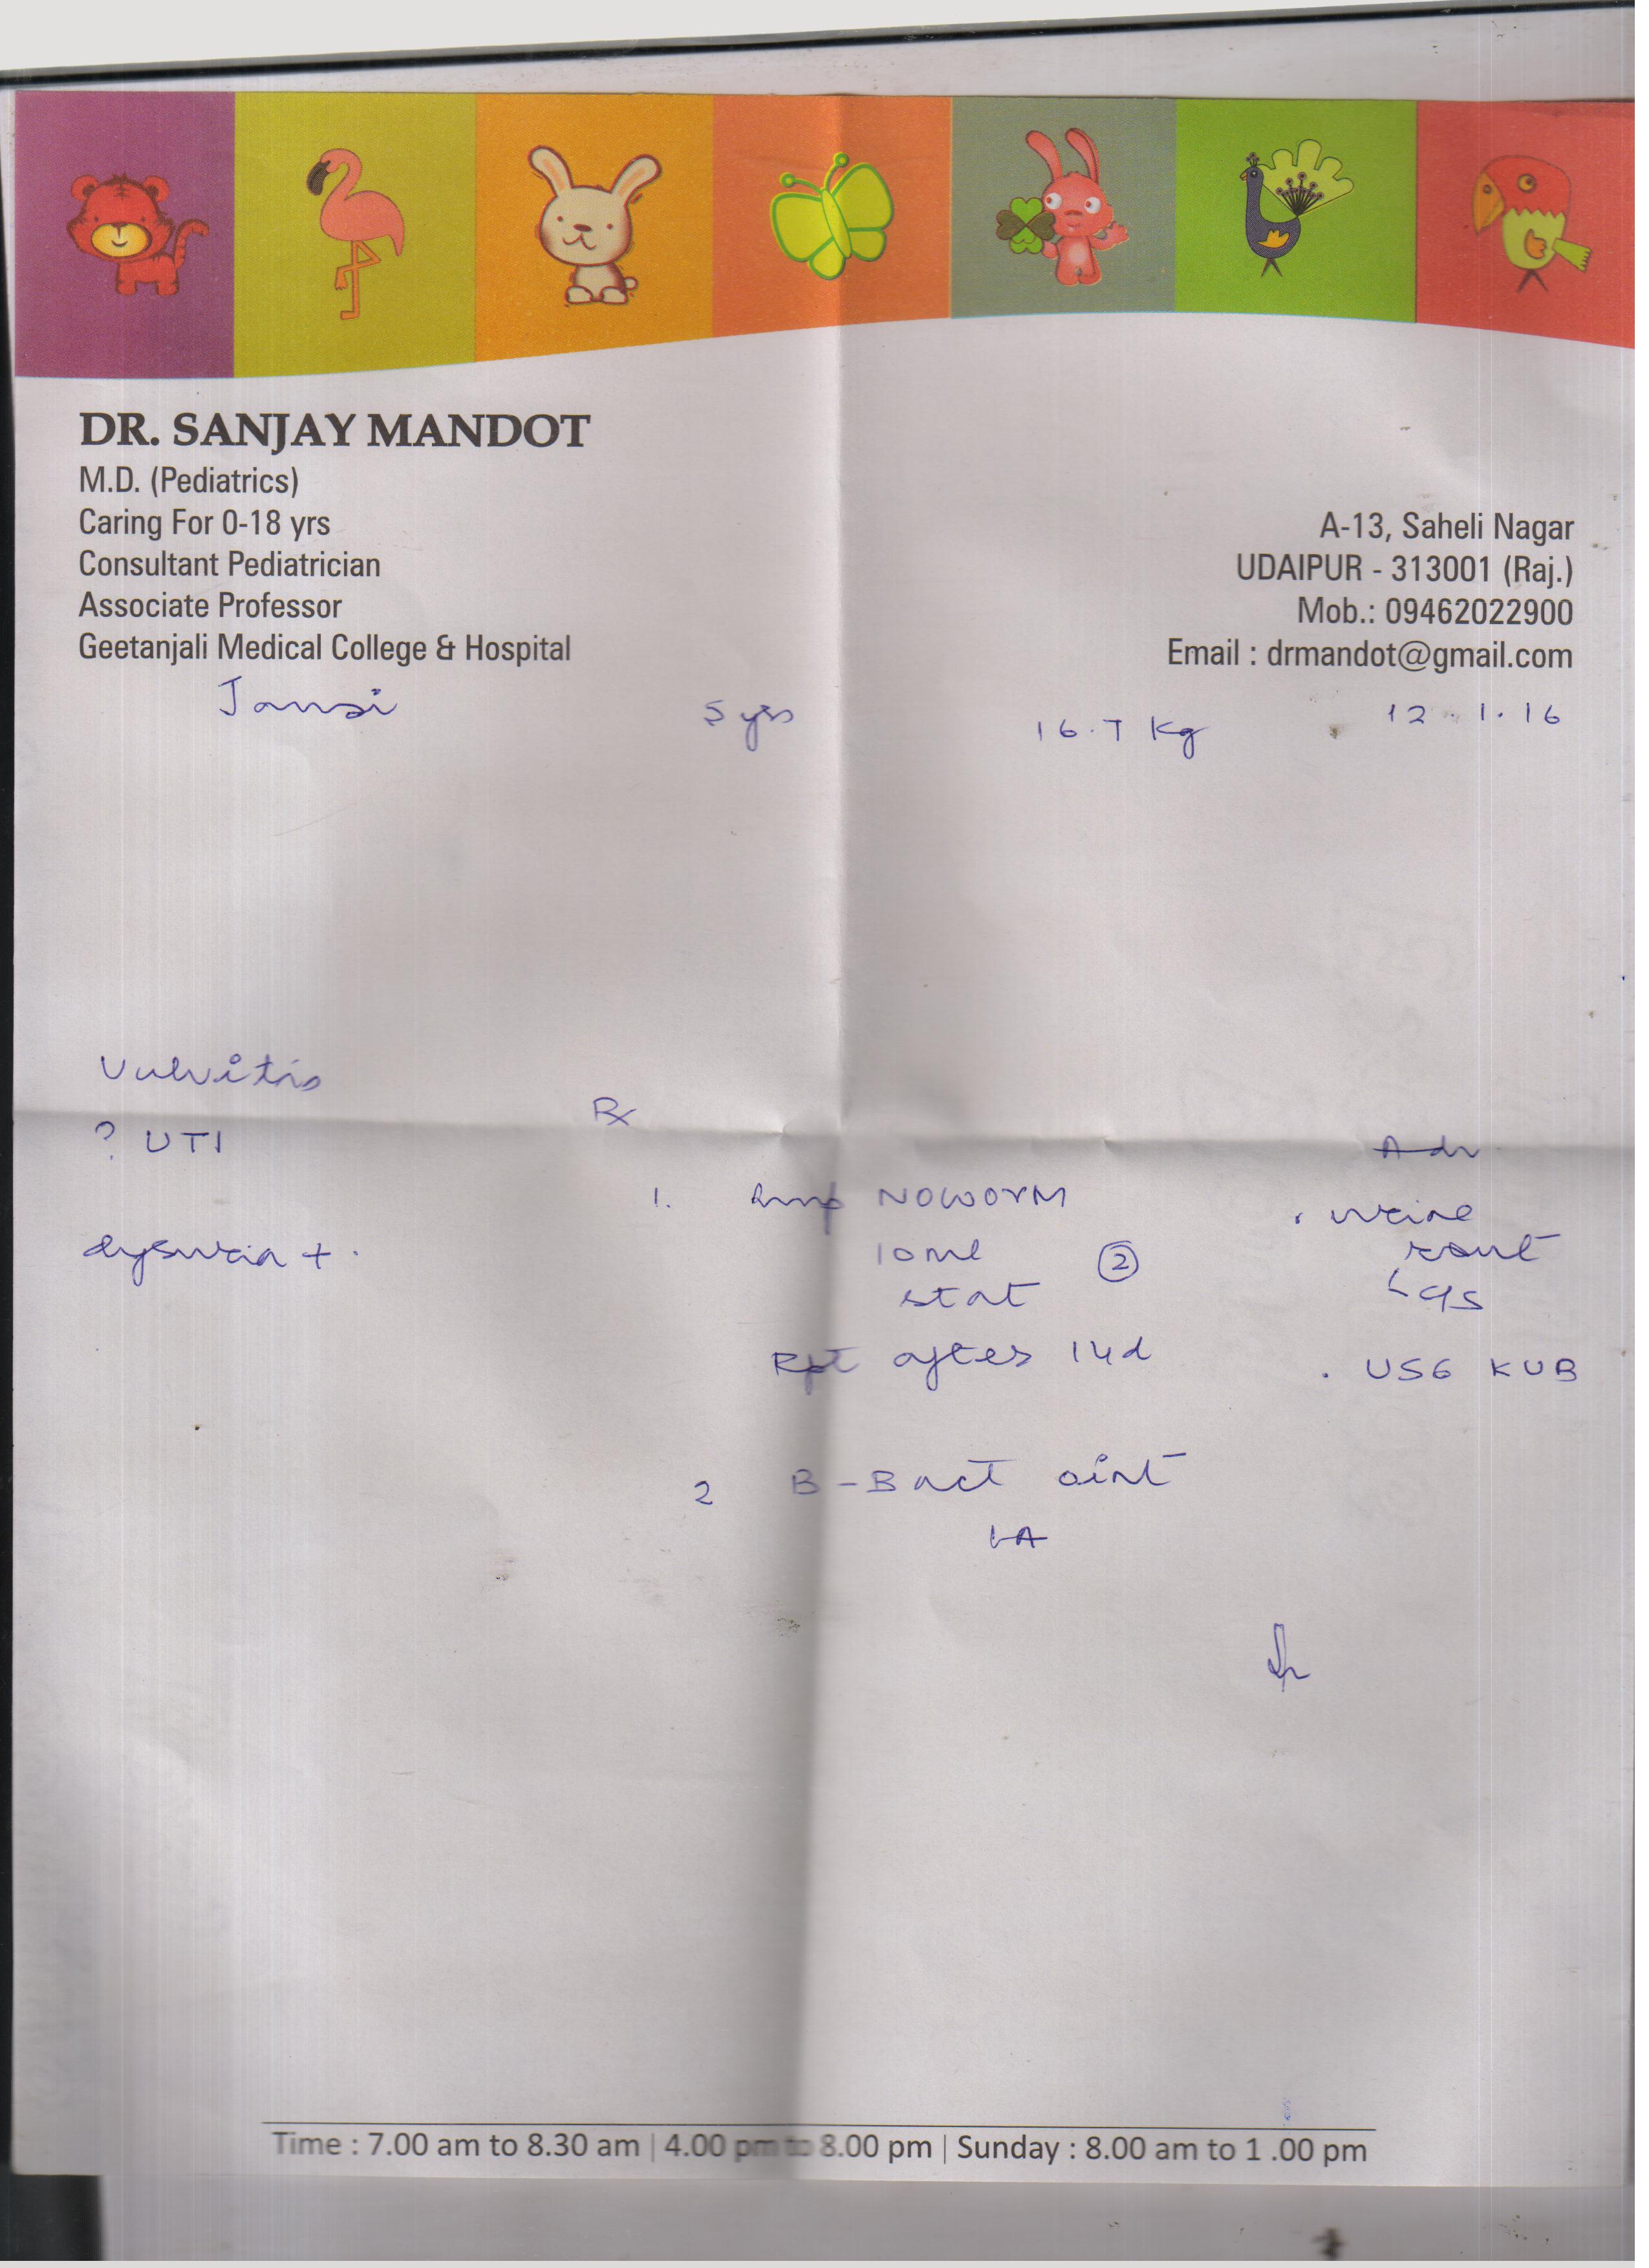 DR. SANJAY MANDOT
M.D. (Pediatrics)
Caring For 0-18 yrs
Consultant Pediatrician
Associate Professor
Geetanjali Medical College & Hospital
A-13, Saheli Nagar
UDAIPUR - 313001 (Raj.)
Mob.: 09462022900
Email : drmandot@gmail.com
5 yrs 16.7 Kg 12.1.16
Vulvitis
? UTI
dysuria +
Rx
1. NOWORM
10ml ②
stat
Rpt after 14d
2 B-Bact oint
LA
Adv
. urine
rout
. USG KUB
Time : 7.00 am to 8.30 am | 4.00 pm to 8.00 pm | Sunday : 8.00 am to 1 .00 pm